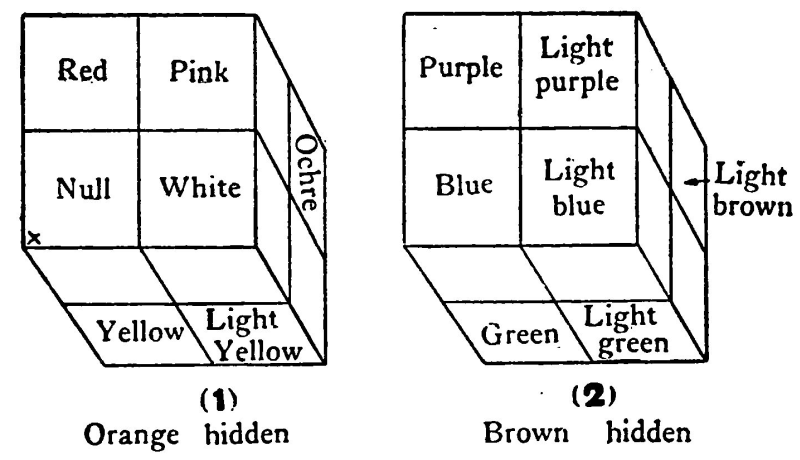 Red Pink
Null White
Ochre
x
Yellow Light Yellow
(1)
Orange hidden
Purple Light purple
Blue Light blue
Light brown
Green Light green
(2)
Brown hidden